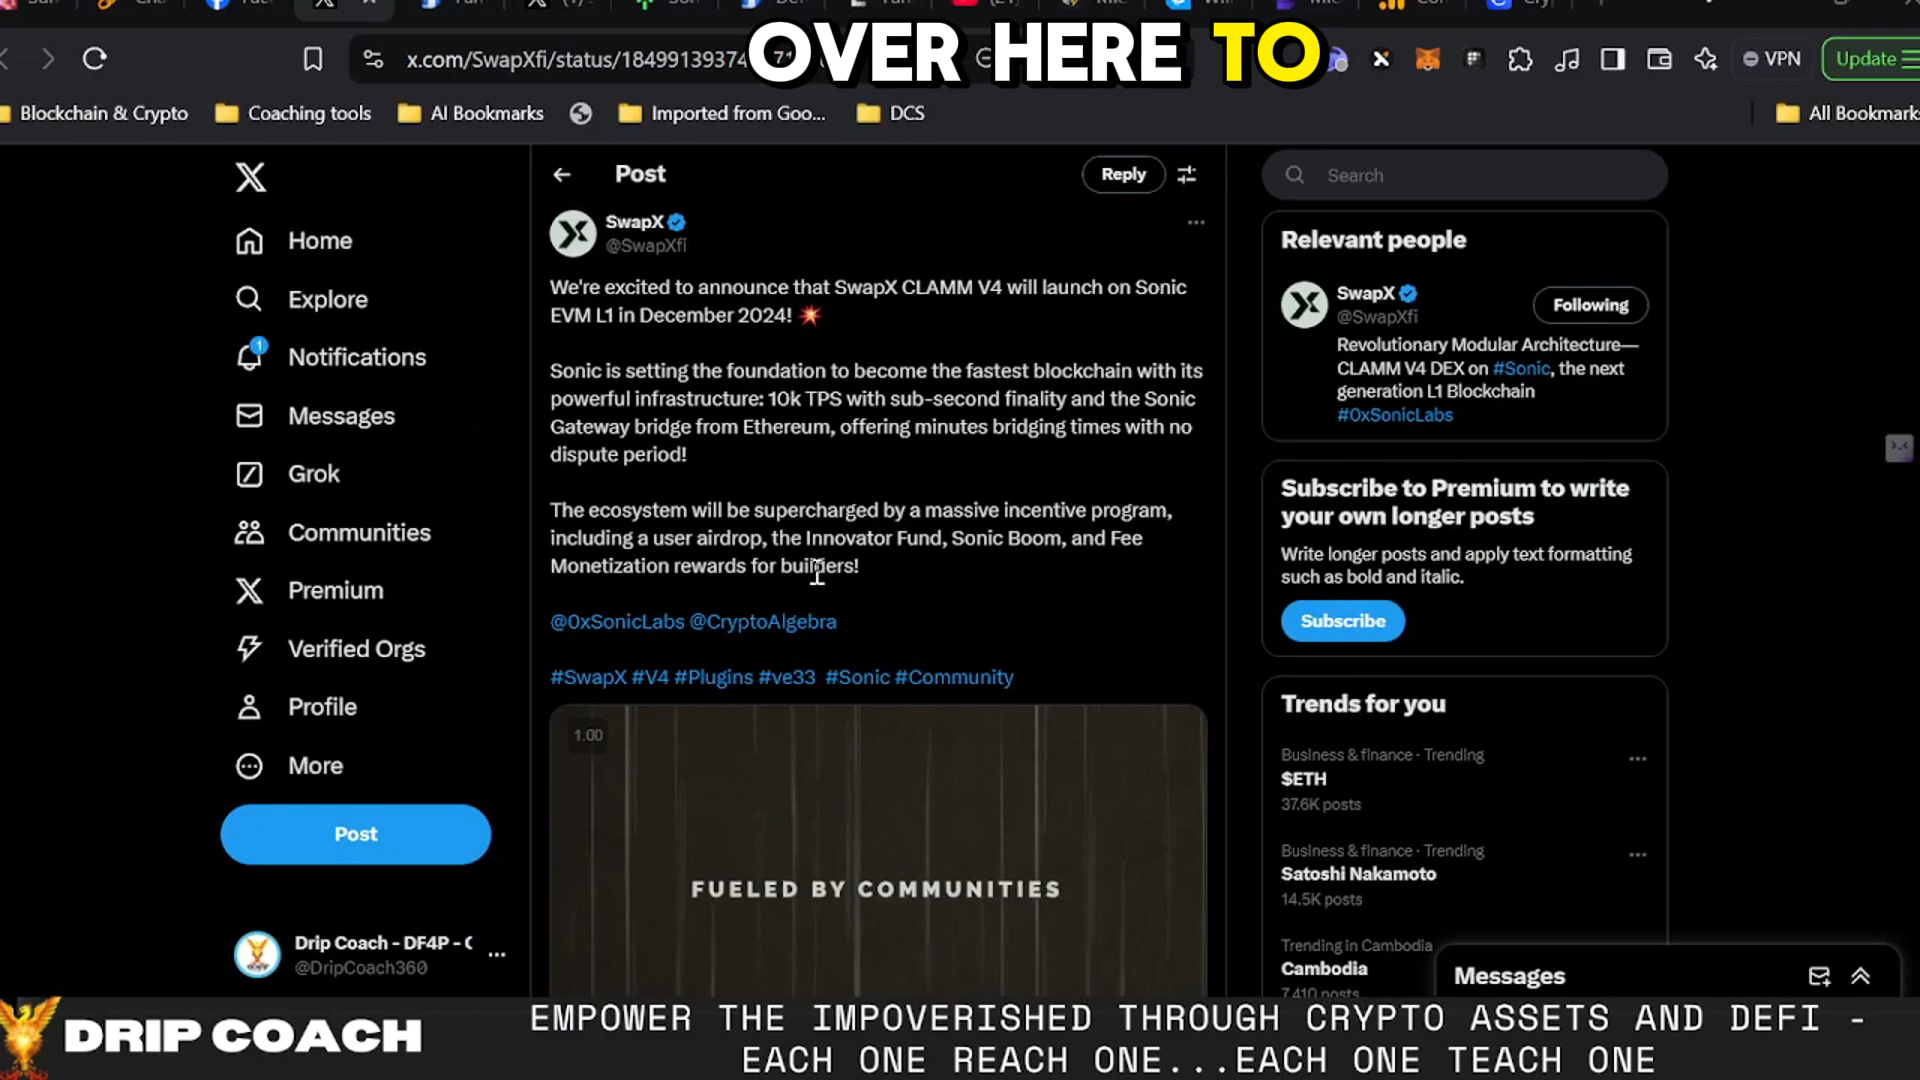 OVER HERE TO
x.com/SwapXfi/status/18499139374
VPN
Update
Blockchain & Crypto
Coaching tools
AI Bookmarks
Imported from Goo...
DCS
All Bookmarks
Home
Explore
1
Notifications
Messages
Grok
Communities
Premium
Verified Orgs
Profile
More
Post
Drip Coach - DF4P - C
@DripCoach360
Post
Reply
SwapX
@SwapXfi
We're excited to announce that SwapX CLAMM V4 will launch on Sonic
EVM L1 in December 2024! 💥
Sonic is setting the foundation to become the fastest blockchain with its
powerful infrastructure: 10k TPS with sub-second finality and the Sonic
Gateway bridge from Ethereum, offering minutes bridging times with no
dispute period!
The ecosystem will be supercharged by a massive incentive program,
including a user airdrop, the Innovator Fund, Sonic Boom, and Fee
Monetization rewards for builders!
@0xSonicLabs @CryptoAlgebra
#SwapX #V4 #Plugins #ve33 #Sonic #Community
1.00
FUELED BY COMMUNITIES
Search
Relevant people
SwapX
@SwapXfi
Following
Revolutionary Modular Architecture—
CLAMM V4 DEX on #Sonic, the next
generation L1 Blockchain
#0xSonicLabs
Subscribe to Premium to write
your own longer posts
Write longer posts and apply text formatting
such as bold and italic.
Subscribe
Trends for you
Business & finance · Trending
$ETH
37.6K posts
Business & finance · Trending
Satoshi Nakamoto
14.5K posts
Trending in Cambodia
Cambodia
7,410 posts
Messages
DRIP COACH
EMPOWER THE IMPOVERISHED THROUGH CRYPTO ASSETS AND DEFI -
EACH ONE REACH ONE...EACH ONE TEACH ONE